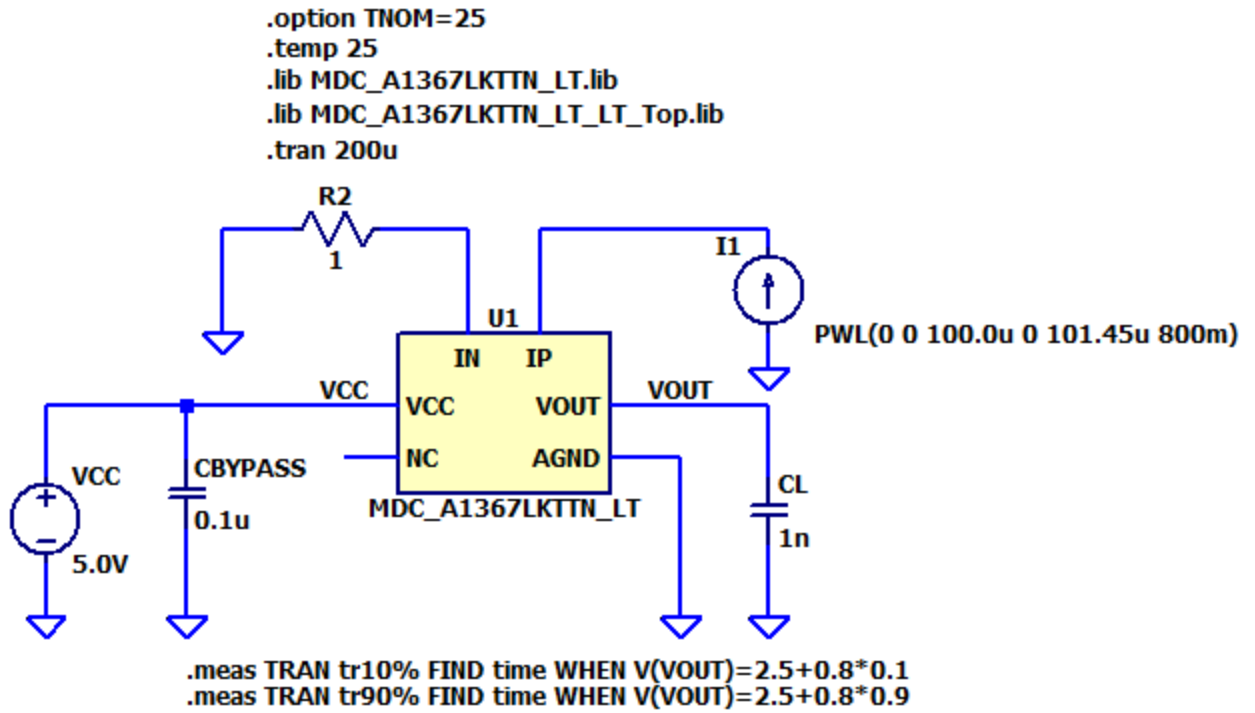 .option TNOM=25
.temp 25
.lib MDC_A1367LKTTN_LT.lib
.lib MDC_A1367LKTTN_LT_LT_Top.lib
.tran 200u
R2
1
I1
PWL(0 0 100.0u 0 101.45u 800m)
U1
IN IP
VCC
VCC
VOUT
VOUT
NC
AGND
MDC_A1367LKTTN_LT
VCC
5.0V
CBYPASS
0.1u
CL
1n
.meas TRAN tr10% FIND time WHEN V(VOUT)=2.5+0.8*0.1
.meas TRAN tr90% FIND time WHEN V(VOUT)=2.5+0.8*0.9